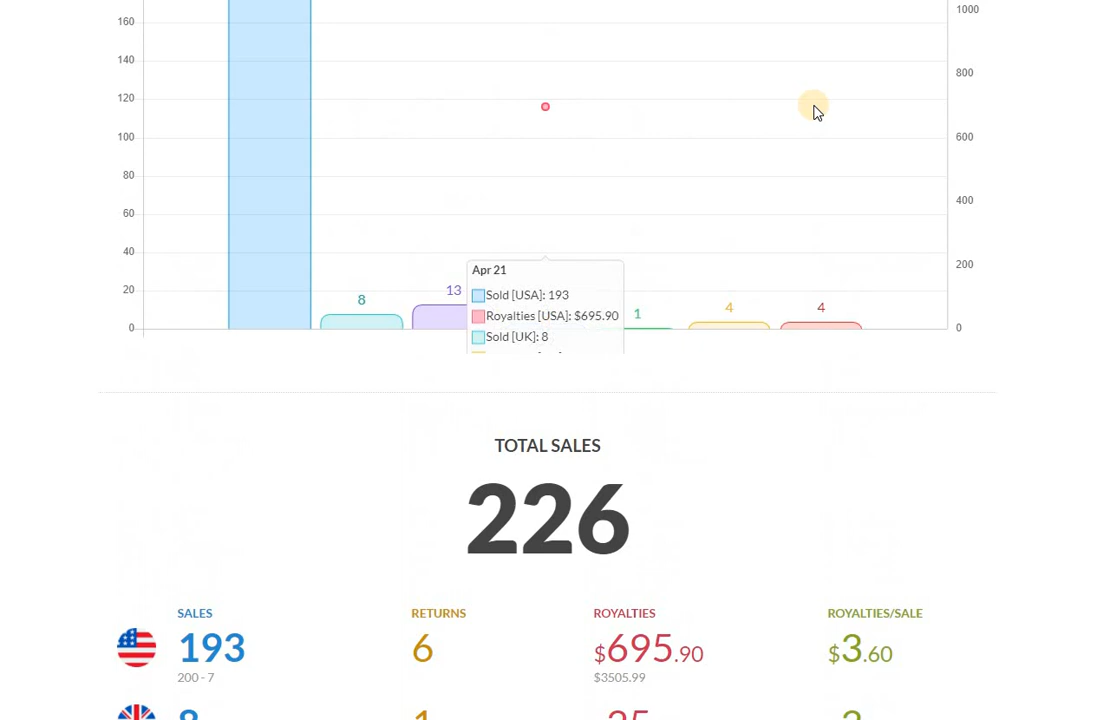 160
1000
140
800
120
100
600
80
60
400
40
200
20
0
0
8
13
1
4
4
Apr 21
Sold [USA]: 193
Royalties [USA]: $695.90
Sold [UK]: 8
TOTAL SALES
226
SALES RETURNS ROYALTIES ROYALTIES/SALE
193 6 $695.90 $3.60
200 - 7 $3505.99